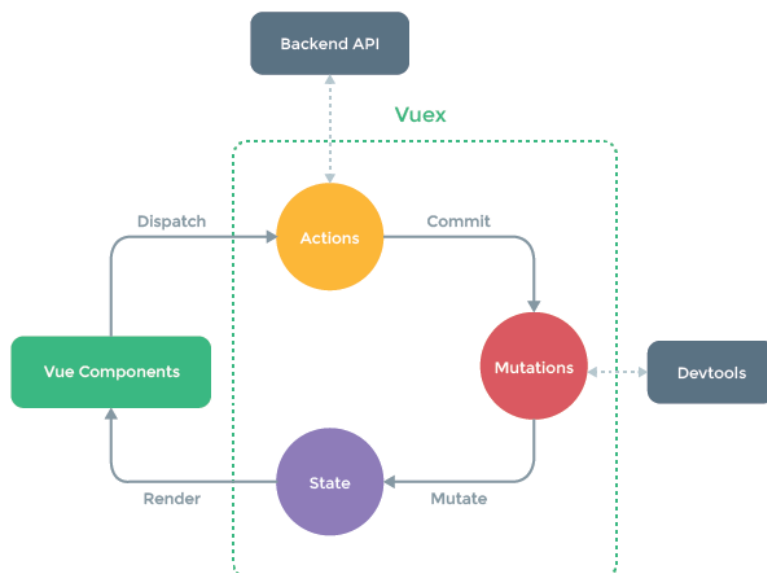 Backend API
Vuex
Dispatch
Commit
Actions
Vue Components
Mutations
Devtools
State
Render
Mutate